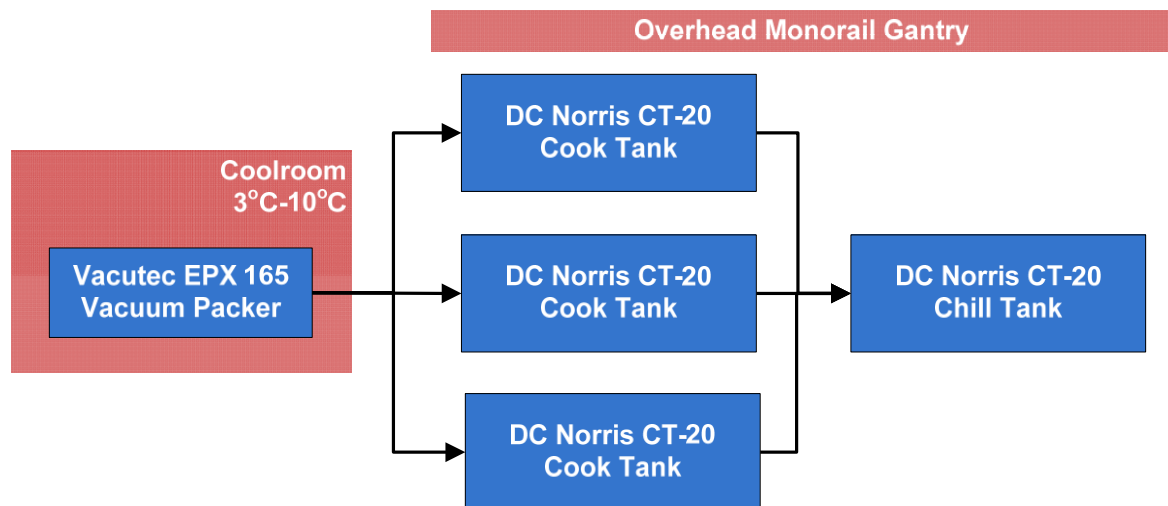 Overhead Monorail Gantry
DC Norris CT-20
Cook Tank
Coolroom
3°C-10°C
Vacutec EPX 165
Vacuum Packer
DC Norris CT-20
Cook Tank
DC Norris CT-20
Chill Tank
DC Norris CT-20
Cook Tank